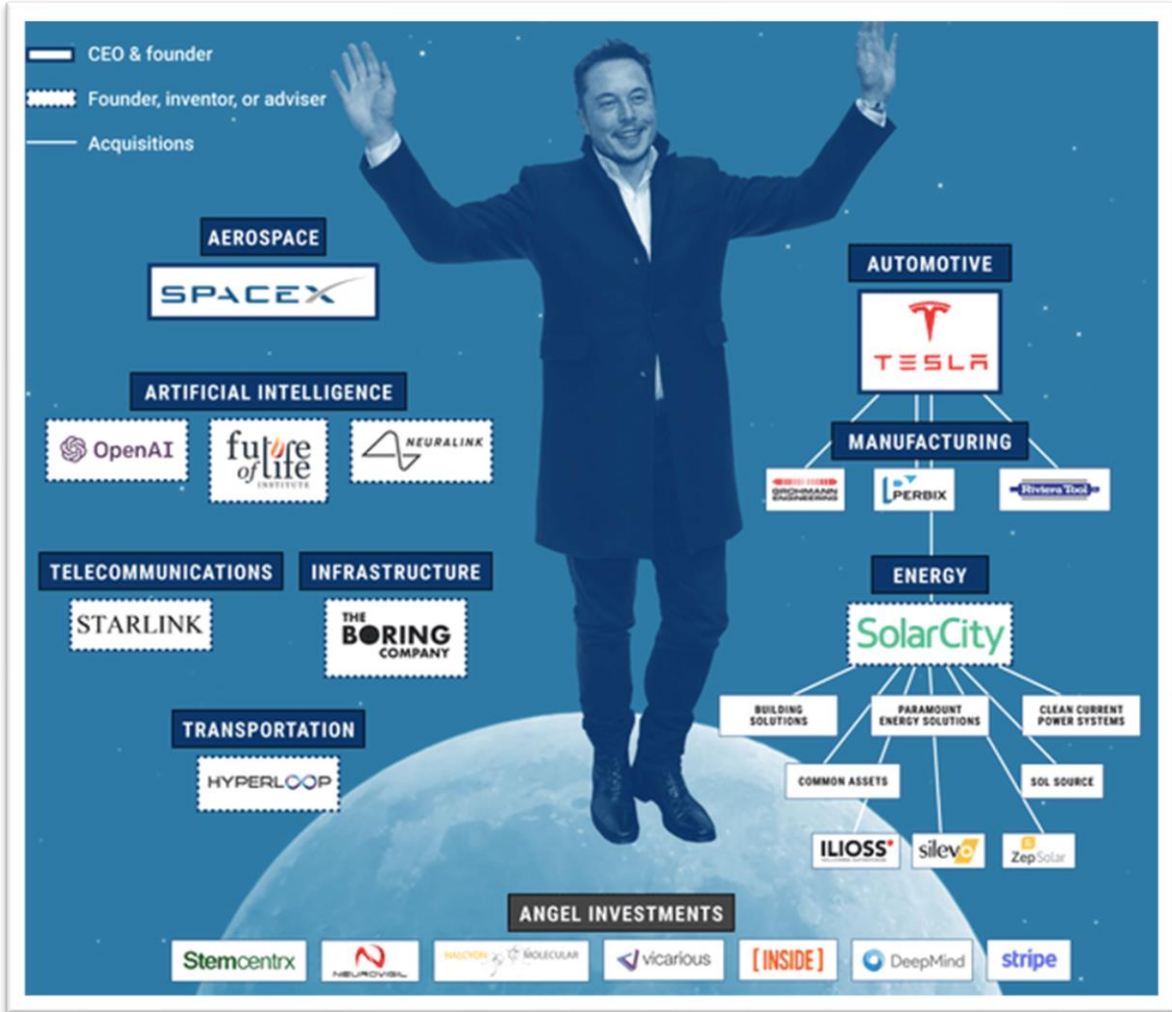 CEO & founder
Founder, inventor, or adviser
Acquisitions
AEROSPACE
SPACEX
ARTIFICIAL INTELLIGENCE
OpenAI
future
of life
INSTITUTE
NEURALINK
TELECOMMUNICATIONS
STARLINK
INFRASTRUCTURE
THE
BORING
COMPANY
TRANSPORTATION
HYPERLOOP
AUTOMOTIVE
TESLA
MANUFACTURING
GROHMANN
ENGINEERING
PERBIX
Riviera Tool
ENERGY
SolarCity
BUILDING
SOLUTIONS
PARAMOUNT
ENERGY SOLUTIONS
CLEAN CURRENT
POWER SYSTEMS
COMMON ASSETS
SOL SOURCE
ILIOSS
silevo
ZepSolar
ANGEL INVESTMENTS
Stemcentrx
NEUROVIGIL
HALCYON MOLECULAR
vicarious
[INSIDE]
DeepMind
stripe